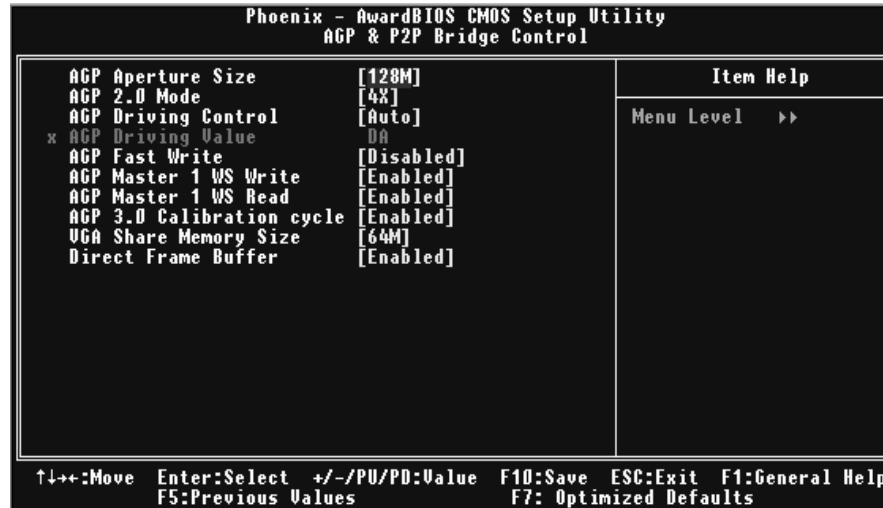 Phoenix - AwardBIOS CMOS Setup Utility
AGP & P2P Bridge Control
AGP Aperture Size [128M]
AGP 2.0 Mode [4X]
AGP Driving Control [Auto]
x AGP Driving Value DA
AGP Fast Write [Disabled]
AGP Master 1 WS Write [Enabled]
AGP Master 1 WS Read [Enabled]
AGP 3.0 Calibration cycle [Enabled]
VGA Share Memory Size [64M]
Direct Frame Buffer [Enabled]
Item Help
Menu Level ▸▸
↑↓→←:Move Enter:Select +/-/PU/PD:Value F10:Save ESC:Exit F1:General Help
F5:Previous Values F7: Optimized Defaults